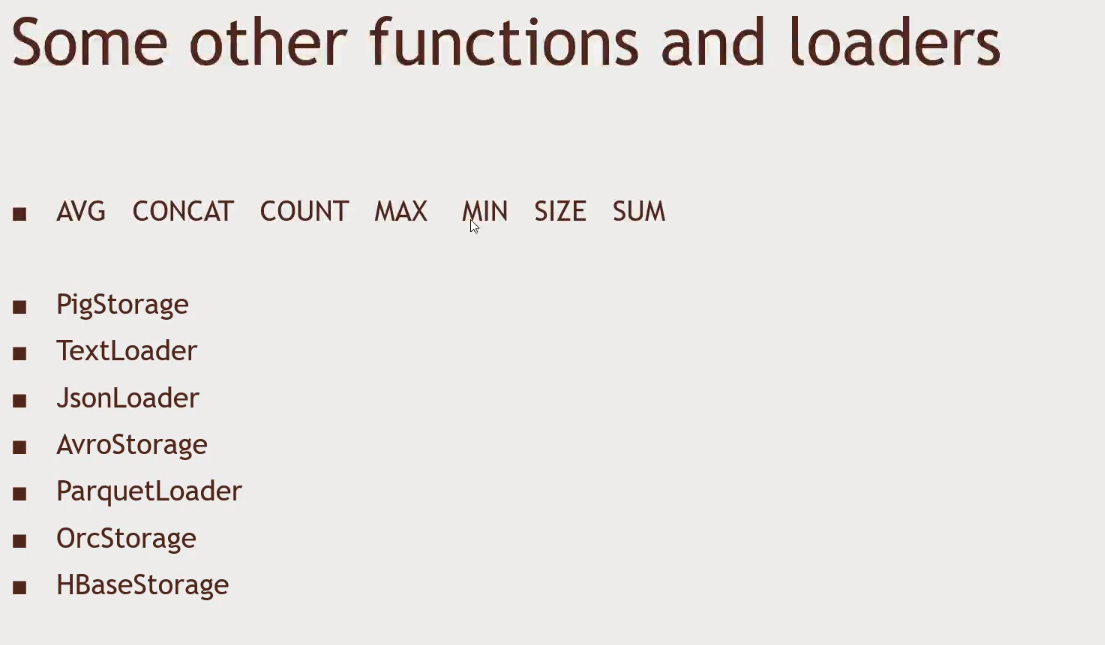 Some other functions and loaders
▪ AVG CONCAT COUNT MAX MIN SIZE SUM
▪ PigStorage
▪ TextLoader
▪ JsonLoader
▪ AvroStorage
▪ ParquetLoader
▪ OrcStorage
▪ HBaseStorage